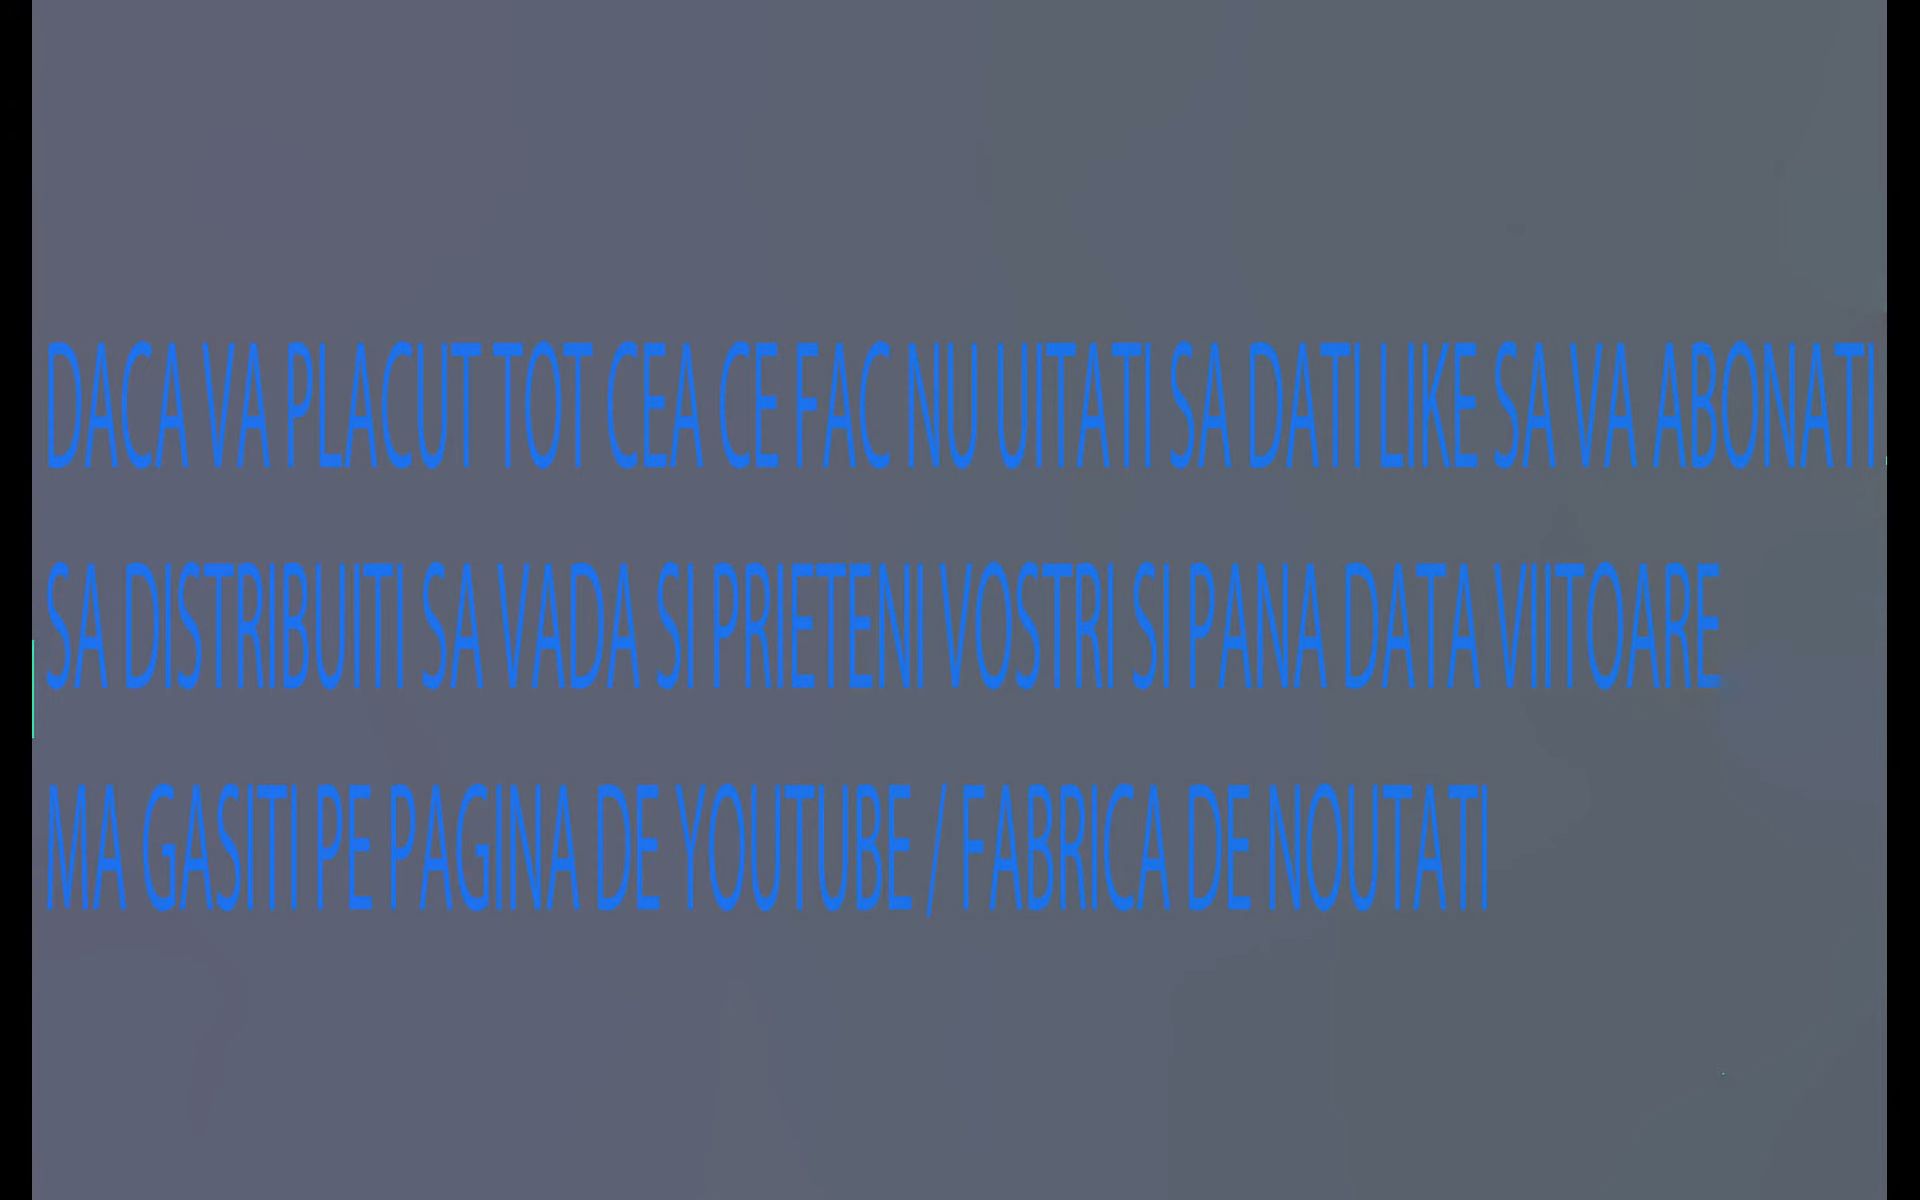 DACA VA PLACUT TOT CEA CE FAC NU UITATI SA DATI LIKE SA VA ABONATI
SA DISTRIBUITI SA VADA SI PRIETENI VOSTRI SI PANA DATA VIITOARE
MA GASITI PE PAGINA DE YOUTUBE / FABRICA DE NOUTATI